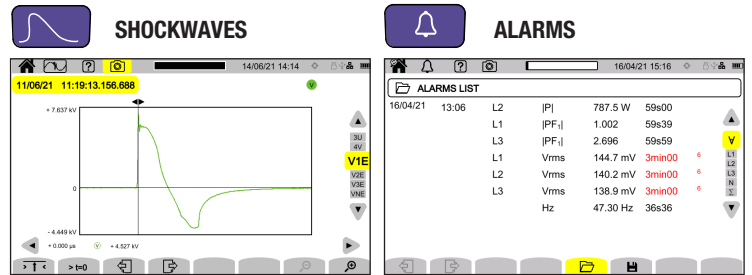 SHOCKWAVES
14/06/21 14:14
11/06/21 11:19:13.156.688
V
+ 7.637 kV
0
- 4.449 kV
3U
4V
V1E
V2E
V3E
VNE
+ 0.000 µs V + 4.527 kV
> t=0
ALARMS
16/04/21 15:16
ALARMS LIST
16/04/21 13:06 L2 |P| 787.5 W 59s00
L1 |PF₁| 1.002 59s39
L3 |PF₁| 2.696 59s59
L1 Vrms 144.7 mV 3min00 6
L2 Vrms 140.2 mV 3min00 6
L3 Vrms 138.9 mV 3min00 6
Hz 47.30 Hz 36s36
∀
L1
L2
L3
N
Σ